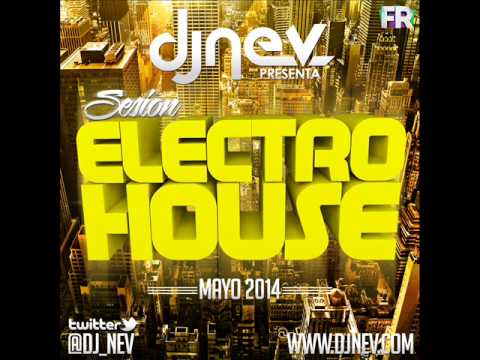 FR
djnev
PRESENTA
Sesion
ELECTRO
HOUSE
MAYO 2014
twitter
@DJ_NEV
WWW.DJNEV.COM